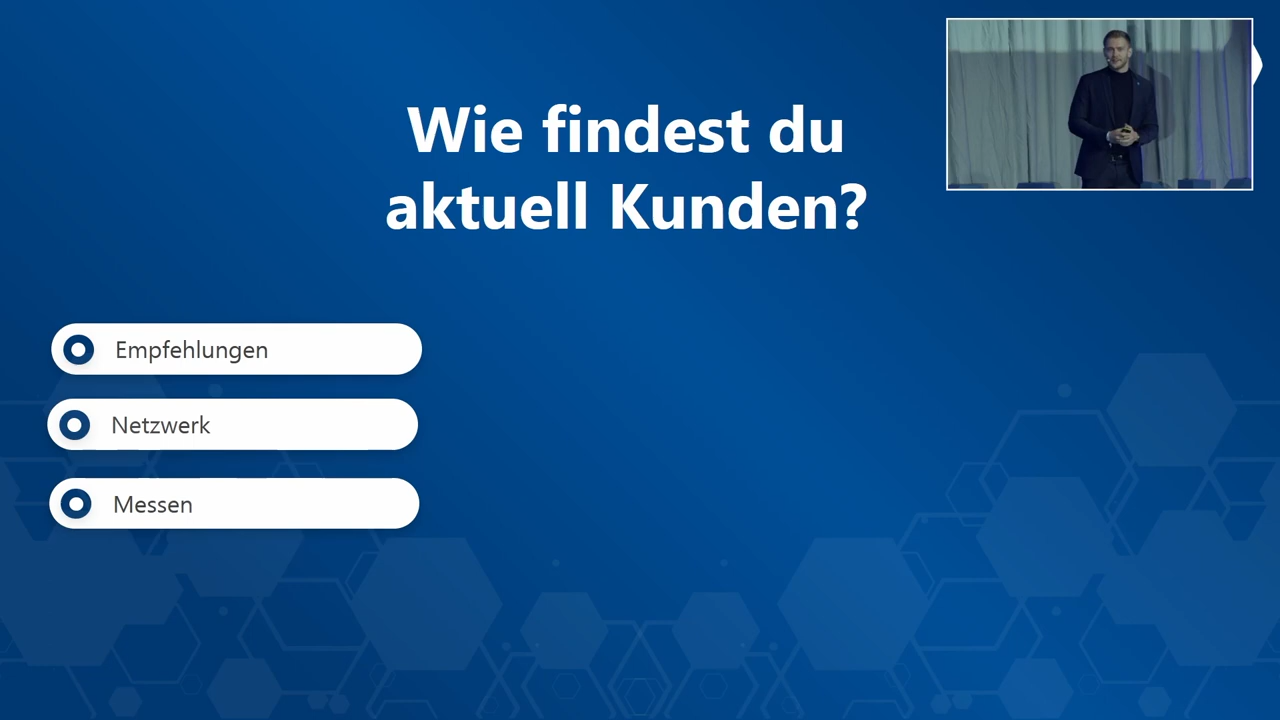 Wie findest du
aktuell Kunden?
Empfehlungen
Netzwerk
Messen